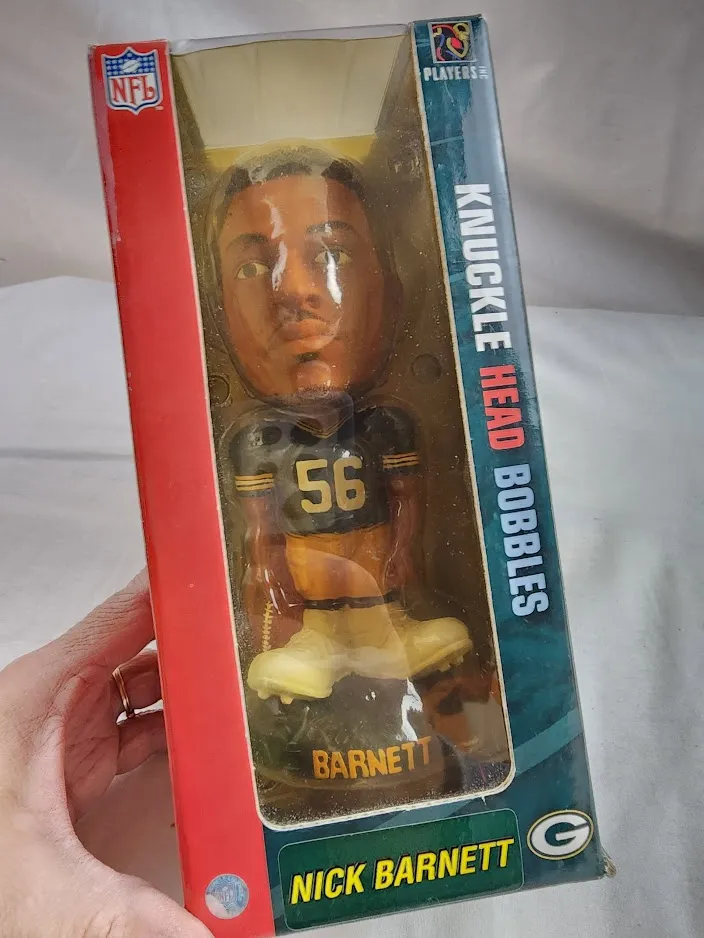 NFL
PLAYERS INC
KNUCKLE HEAD BOBBLES
56
BARNETT
NICK BARNETT
G